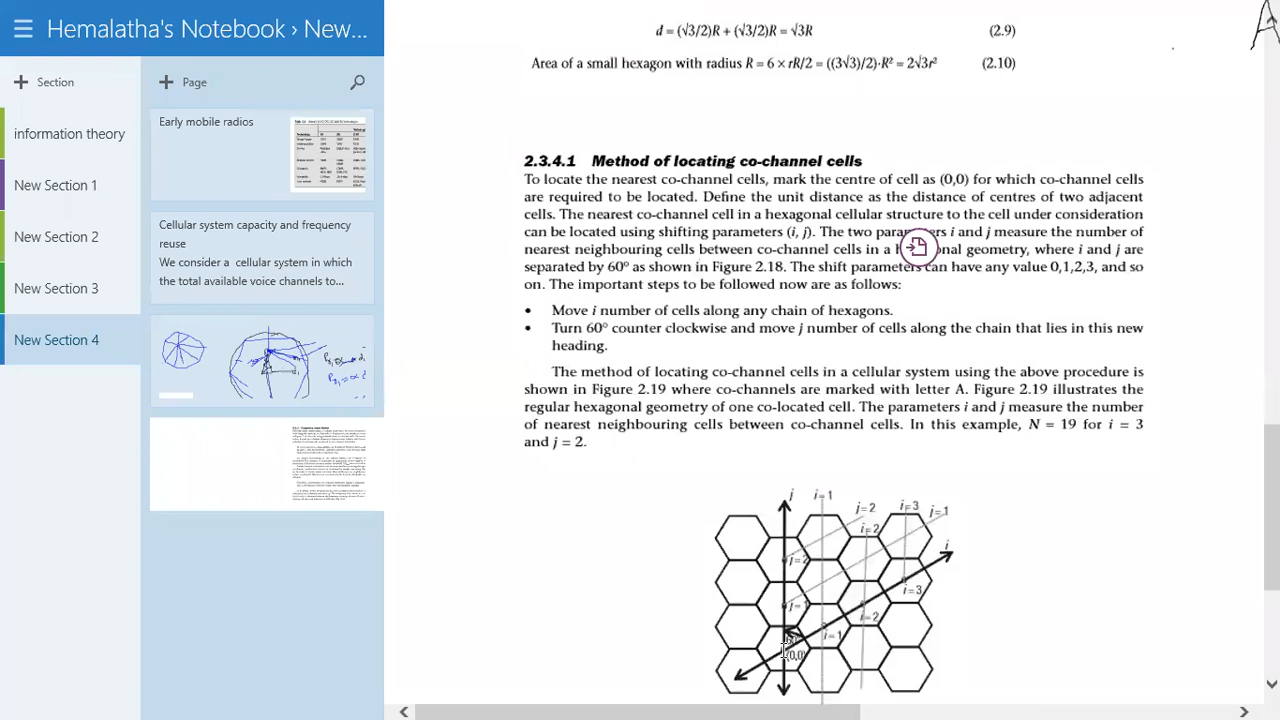 Hemalatha's Notebook › New...
+ Section
+ Page
information theory
New Section 1
New Section 2
New Section 3
New Section 4
Early mobile radios
Cellular system capacity and frequency
reuse
We consider a cellular system in which
the total available voice channels to...
A
d = (√3/2)R + (√3/2)R = √3R (2.9)
Area of a small hexagon with radius R = 6 × rR/2 = ((3√3)/2)·R² = 2√3r² (2.10)
2.3.4.1 Method of locating co-channel cells
To locate the nearest co-channel cells, mark the centre of cell as (0,0) for which co-channel cells
are required to be located. Define the unit distance as the distance of centres of two adjacent
cells. The nearest co-channel cell in a hexagonal cellular structure to the cell under consideration
can be located using shifting parameters (i, j). The two parameters i and j measure the number of
nearest neighbouring cells between co-channel cells in a hexagonal geometry, where i and j are
separated by 60° as shown in Figure 2.18. The shift parameters can have any value 0,1,2,3, and so
on. The important steps to be followed now are as follows:
• Move i number of cells along any chain of hexagons.
• Turn 60° counter clockwise and move j number of cells along the chain that lies in this new
heading.
The method of locating co-channel cells in a cellular system using the above procedure is
shown in Figure 2.19 where co-channels are marked with letter A. Figure 2.19 illustrates the
regular hexagonal geometry of one co-located cell. The parameters i and j measure the number
of nearest neighbouring cells between co-channel cells. In this example, N = 19 for i = 3
and j = 2.
j i=1
j=2 i=3 j=1
i=2
i
j=2
i=3
j=1
i=2
i=1
(0,0)